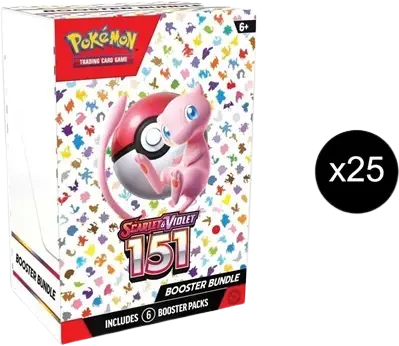 Pokémon
TRADING CARD GAME
6+
SCARLET & VIOLET
151
BOOSTER BUNDLE
INCLUDES 6 BOOSTER PACKS
BOOSTER BUNDLE
x25